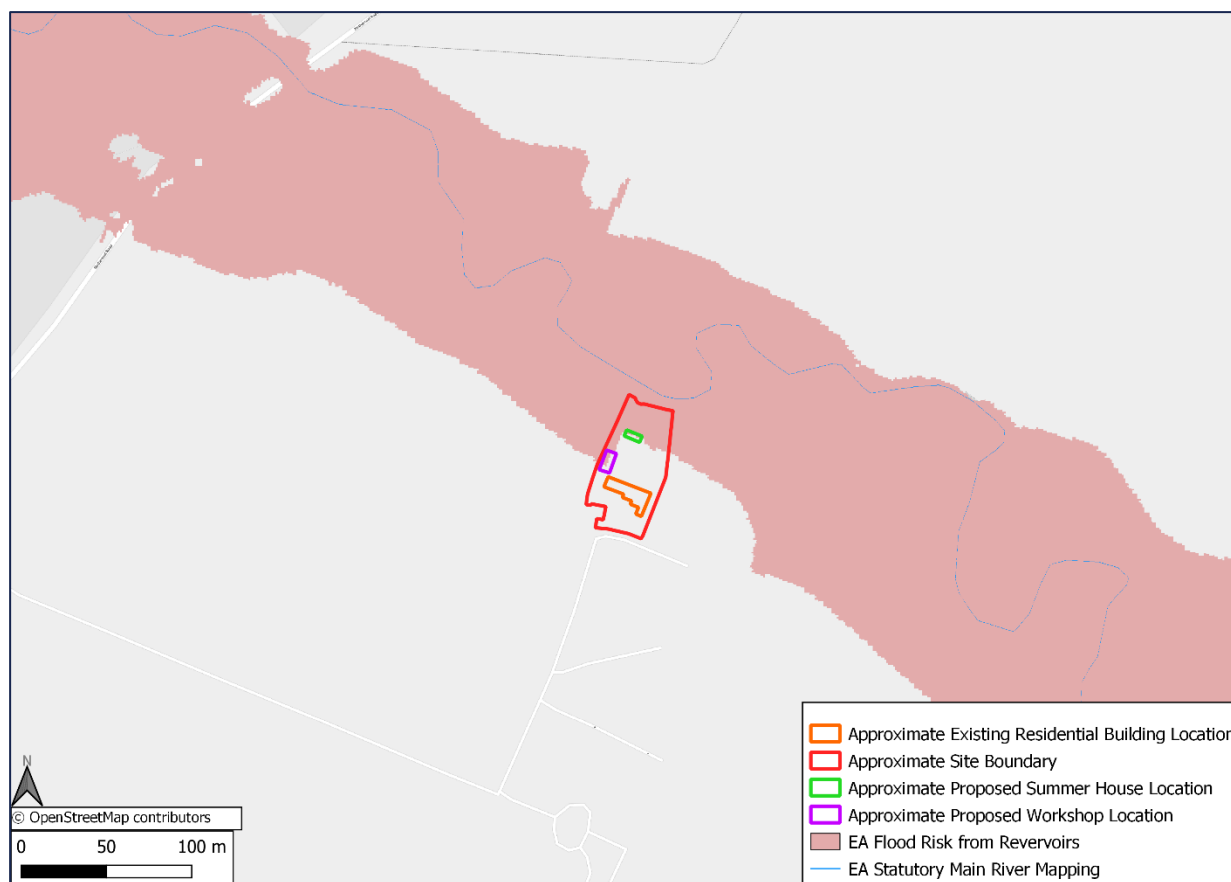 N
© OpenStreetMap contributors
0 50 100 m
Approximate Existing Residential Building Location
Approximate Site Boundary
Approximate Proposed Summer House Location
Approximate Proposed Workshop Location
EA Flood Risk from Revervoirs
EA Statutory Main River Mapping